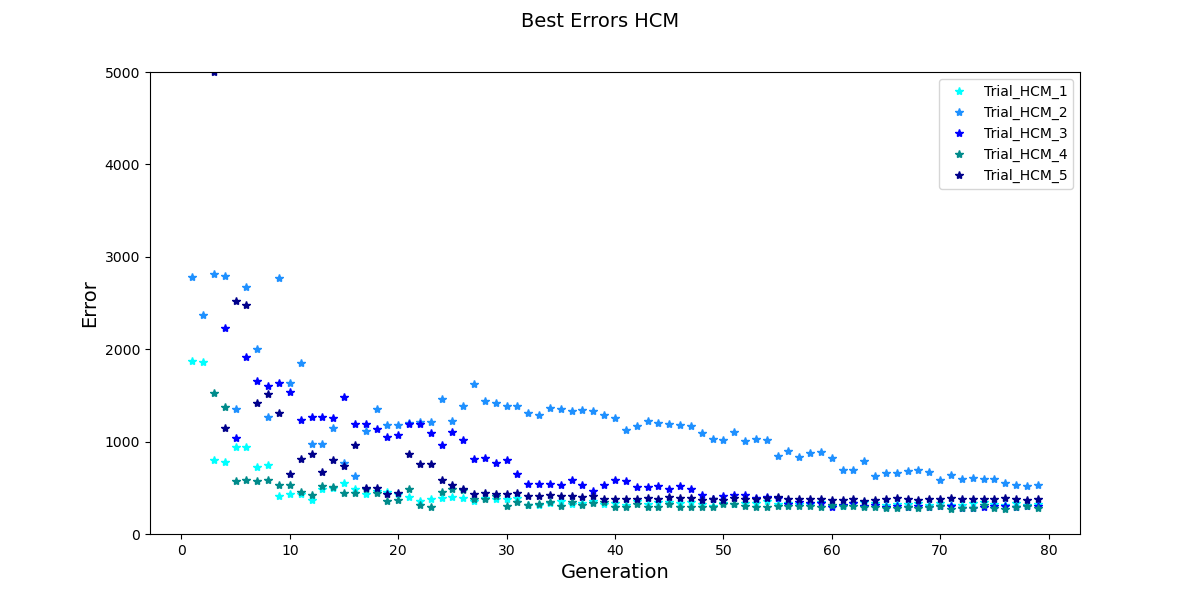 Best Errors HCM
5000
4000
3000
2000
1000
0
Error
Trial_HCM_1
Trial_HCM_2
Trial_HCM_3
Trial_HCM_4
Trial_HCM_5
0 10 20 30 40 50 60 70 80
Generation